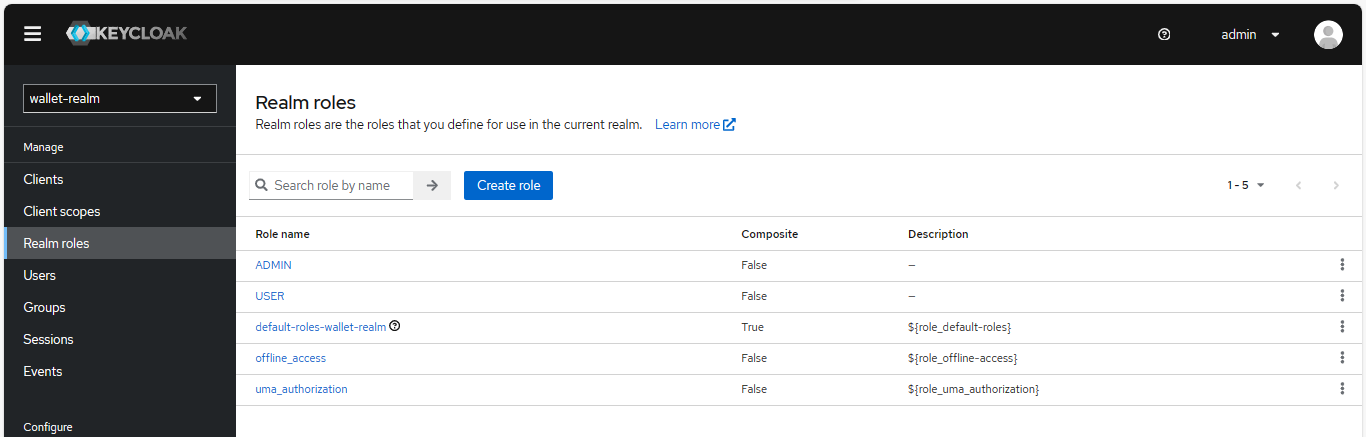 KEYCLOAK
admin
wallet-realm
Manage
Clients
Client scopes
Realm roles
Users
Groups
Sessions
Events
Configure
Realm roles
Realm roles are the roles that you define for use in the current realm. Learn more
Search role by name
Create role
1 - 5
Role name Composite Description
ADMIN False –
USER False –
default-roles-wallet-realm True ${role_default-roles}
offline_access False ${role_offline-access}
uma_authorization False ${role_uma_authorization}